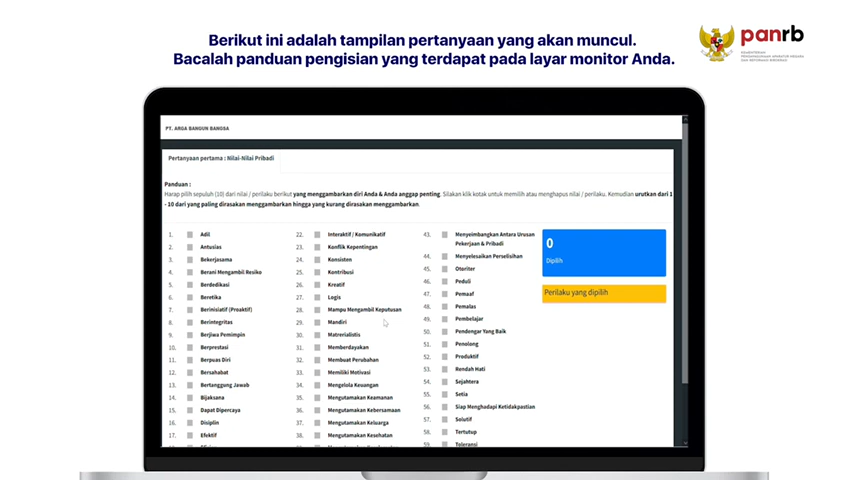 Berikut ini adalah tampilan pertanyaan yang akan muncul.
Bacalah panduan pengisian yang terdapat pada layar monitor Anda.
panrb
PT. ARGA BANGUN BANGSA
Pertanyaan pertama : Nilai-Nilai Pribadi
Panduan :
Harap pilih sepuluh (10) dari nilai / perilaku berikut yang menggambarkan diri Anda & Anda anggap penting. Silakan klik kotak untuk memilih atau menghapus nilai / perilaku. Kemudian urutkan dari 1
- 10 dari yang paling dirasakan menggambarkan hingga yang kurang dirasakan menggambarkan.
1. Adil
2. Antusias
3. Bekerjasama
4. Berani Mengambil Resiko
5. Berdedikasi
6. Beretika
7. Berinisiatif (Proaktif)
8. Berintegritas
9. Berjiwa Pemimpin
10. Berprestasi
11. Berpuas Diri
12. Bersahabat
13. Bertanggung Jawab
14. Bijaksana
15. Dapat Dipercaya
16. Disiplin
17. Efektif
22. Interaktif / Komunikatif
23. Konflik Kepentingan
24. Konsisten
25. Kontribusi
26. Kreatif
27. Logis
28. Mampu Mengambil Keputusan
29. Mandiri
30. Matrerialistis
31. Memberdayakan
32. Membuat Perubahan
33. Memiliki Motivasi
34. Mengelola Keuangan
35. Mengutamakan Keamanan
36. Mengutamakan Kebersamaan
37. Mengutamakan Keluarga
38. Mengutamakan Kesehatan
43. Menyeimbangkan Antara Urusan
Pekerjaan & Pribadi
44. Menyelesaikan Perselisihan
45. Otoriter
46. Peduli
47. Pemaaf
48. Pemalas
49. Pembelajar
50. Pendengar Yang Baik
51. Penolong
52. Produktif
53. Rendah Hati
54. Sejahtera
55. Setia
56. Siap Menghadapi Ketidakpastian
57. Solutif
58. Tertutup
59. Toleransi
0
Dipilih
Perilaku yang dipilih